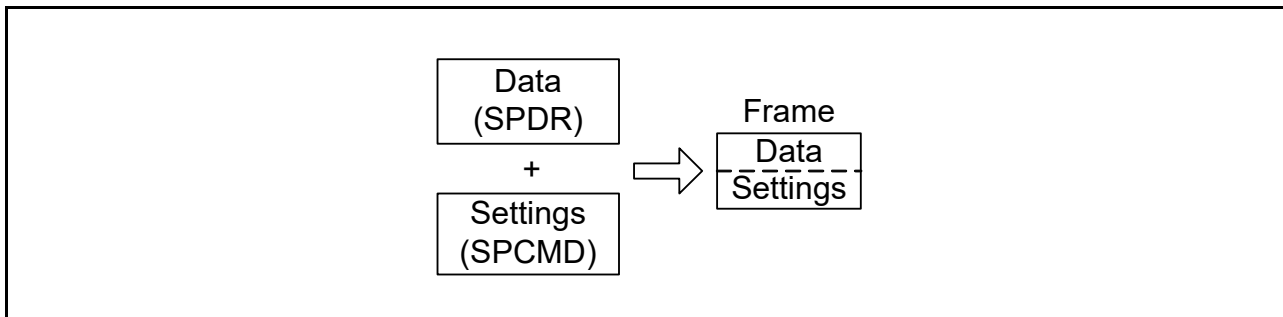 Data
(SPDR)
+
Settings
(SPCMD)
Frame
Data
Settings